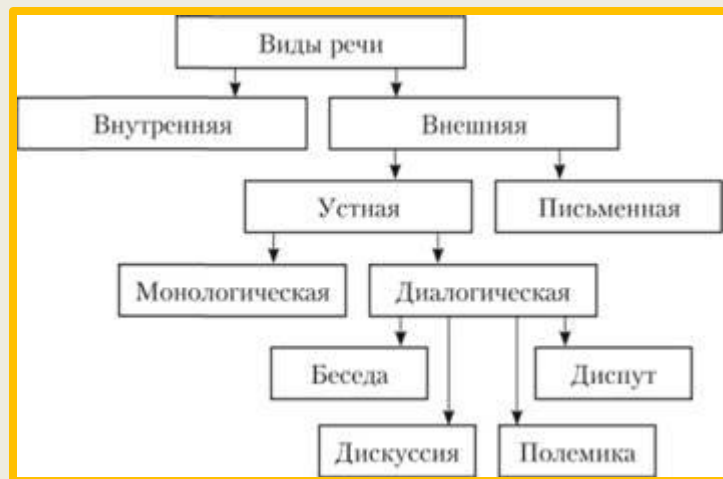 Виды речи
Внутренняя
Внешняя
Устная
Письменная
Монологическая
Диалогическая
Беседа
Диспут
Дискуссия
Полемика